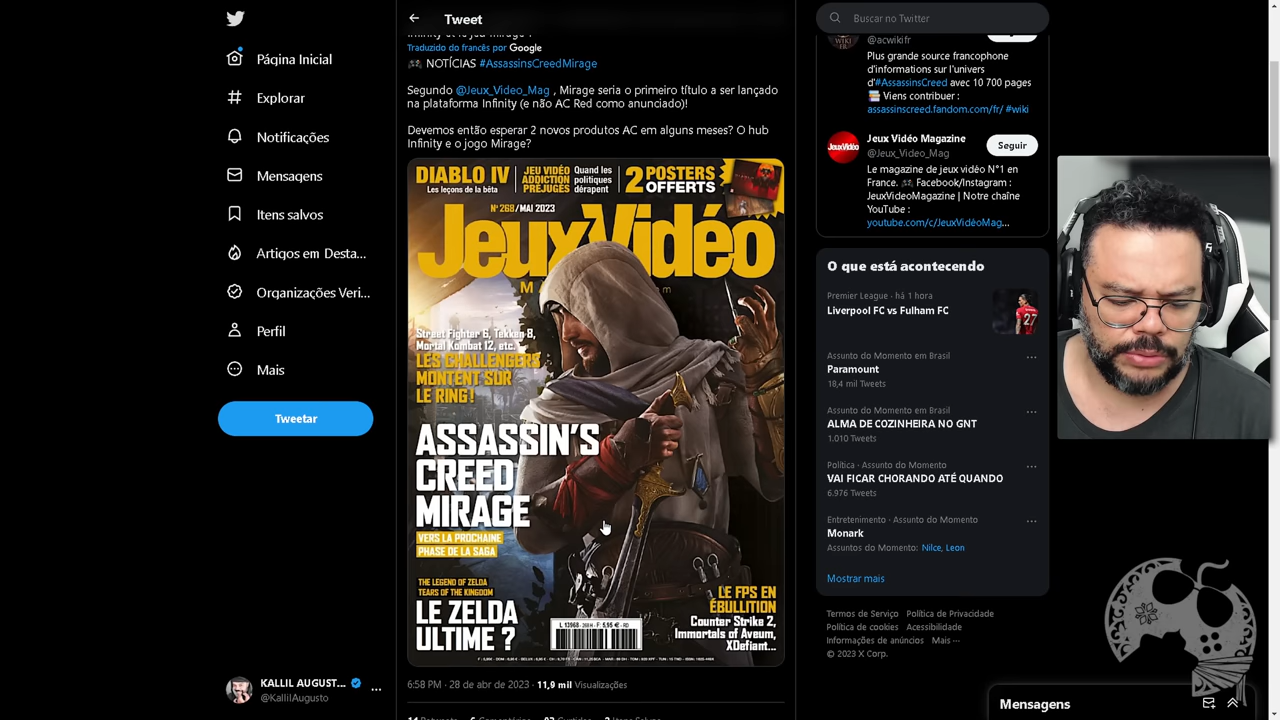 Tweet
Buscar no Twitter
Página Inicial
Explorar
Notificações
Mensagens
Itens salvos
Artigos em Desta...
Organizações Veri...
Perfil
Mais
Tweetar
KALLIL AUGUST...
@KallilAugusto
Traduzido do francês por Google
NOTÍCIAS #AssassinsCreedMirage
Segundo @Jeux_Video_Mag , Mirage seria o primeiro título a ser lançado
na plataforma Infinity (e não AC Red como anunciado)!
Devemos então esperar 2 novos produtos AC em alguns meses? O hub
Infinity e o jogo Mirage?
DIABLO IV
Les leçons de la bêta
JEU VIDÉO
ADDICTION
PRÉJUGÉS
Quand les
politiques
dérapent
2 POSTERS
OFFERTS
N° 268 / MAI 2023
Jeux Vidéo
Street Fighter 6, Tekken 8,
Mortal Kombat 12, etc.
LES CHALLENGERS
MONTENT SUR
LE RING !
ASSASSIN'S
CREED
MIRAGE
VERS LA PROCHAINE
PHASE DE LA SAGA
THE LEGEND OF ZELDA
TEARS OF THE KINGDOM
LE ZELDA
ULTIME ?
LE FPS EN
ÉBULLITION
Counter Strike 2,
Immortals of Aveum,
XDefiant...
6:58 PM · 28 de abr de 2023 · 11,9 mil Visualizações
@acwikifr
Plus grande source francophone
d'informations sur l'univers
d'#AssassinsCreed avec 10 700 pages
Viens contribuer :
assassinscreed.fandom.com/fr/ #wiki
Jeux Vidéo Magazine
@Jeux_Video_Mag
Seguir
Le magazine de jeux vidéo N°1 en
France. Facebook/Instagram :
JeuxVideoMagazine | Notre chaîne
YouTube :
youtube.com/c/JeuxVidéoMag...
O que está acontecendo
Premier League · há 1 hora
Liverpool FC vs Fulham FC
Assunto do Momento em Brasil
Paramount
18,4 mil Tweets
Assunto do Momento em Brasil
ALMA DE COZINHEIRA NO GNT
1.010 Tweets
Política · Assunto do Momento
VAI FICAR CHORANDO ATÉ QUANDO
6.976 Tweets
Entretenimento · Assunto do Momento
Monark
Assuntos do Momento: Nilce, Leon
Mostrar mais
Termos de Serviço Política de Privacidade
Política de cookies Acessibilidade
Informações de anúncios Mais ···
© 2023 X Corp.
Mensagens